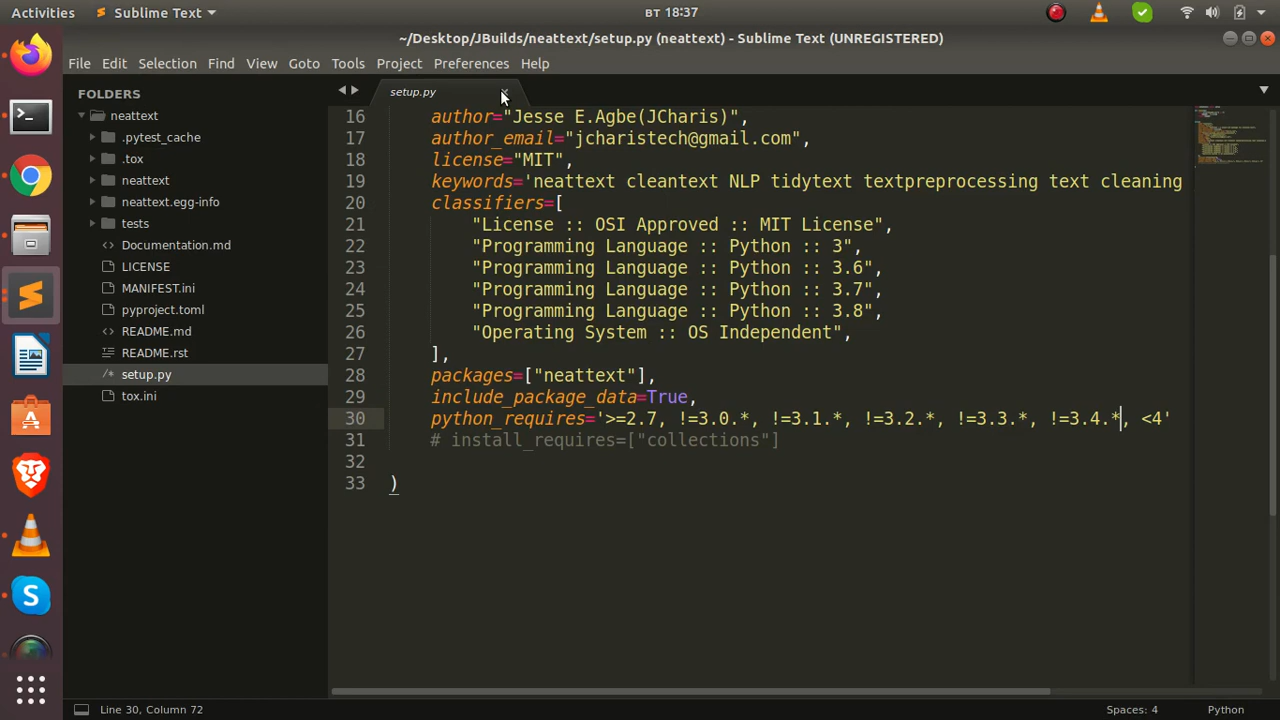 Activities
Sublime Text
вт 18:37
~/Desktop/JBuilds/neattext/setup.py (neattext) - Sublime Text (UNREGISTERED)
File Edit Selection Find View Goto Tools Project Preferences Help
FOLDERS
neattext
.pytest_cache
.tox
neattext
neattext.egg-info
tests
Documentation.md
LICENSE
MANIFEST.ini
pyproject.toml
README.md
README.rst
setup.py
tox.ini
setup.py
16 author="Jesse E.Agbe(JCharis)",
17 author_email="jcharistech@gmail.com",
18 license="MIT",
19 keywords='neattext cleantext NLP tidytext textpreprocessing text cleaning
20 classifiers=[
21 "License :: OSI Approved :: MIT License",
22 "Programming Language :: Python :: 3",
23 "Programming Language :: Python :: 3.6",
24 "Programming Language :: Python :: 3.7",
25 "Programming Language :: Python :: 3.8",
26 "Operating System :: OS Independent",
27 ],
28 packages=["neattext"],
29 include_package_data=True,
30 python_requires='>=2.7, !=3.0.*, !=3.1.*, !=3.2.*, !=3.3.*, !=3.4.*, <4'
31 # install_requires=["collections"]
32
33 )
Line 30, Column 72
Spaces: 4
Python